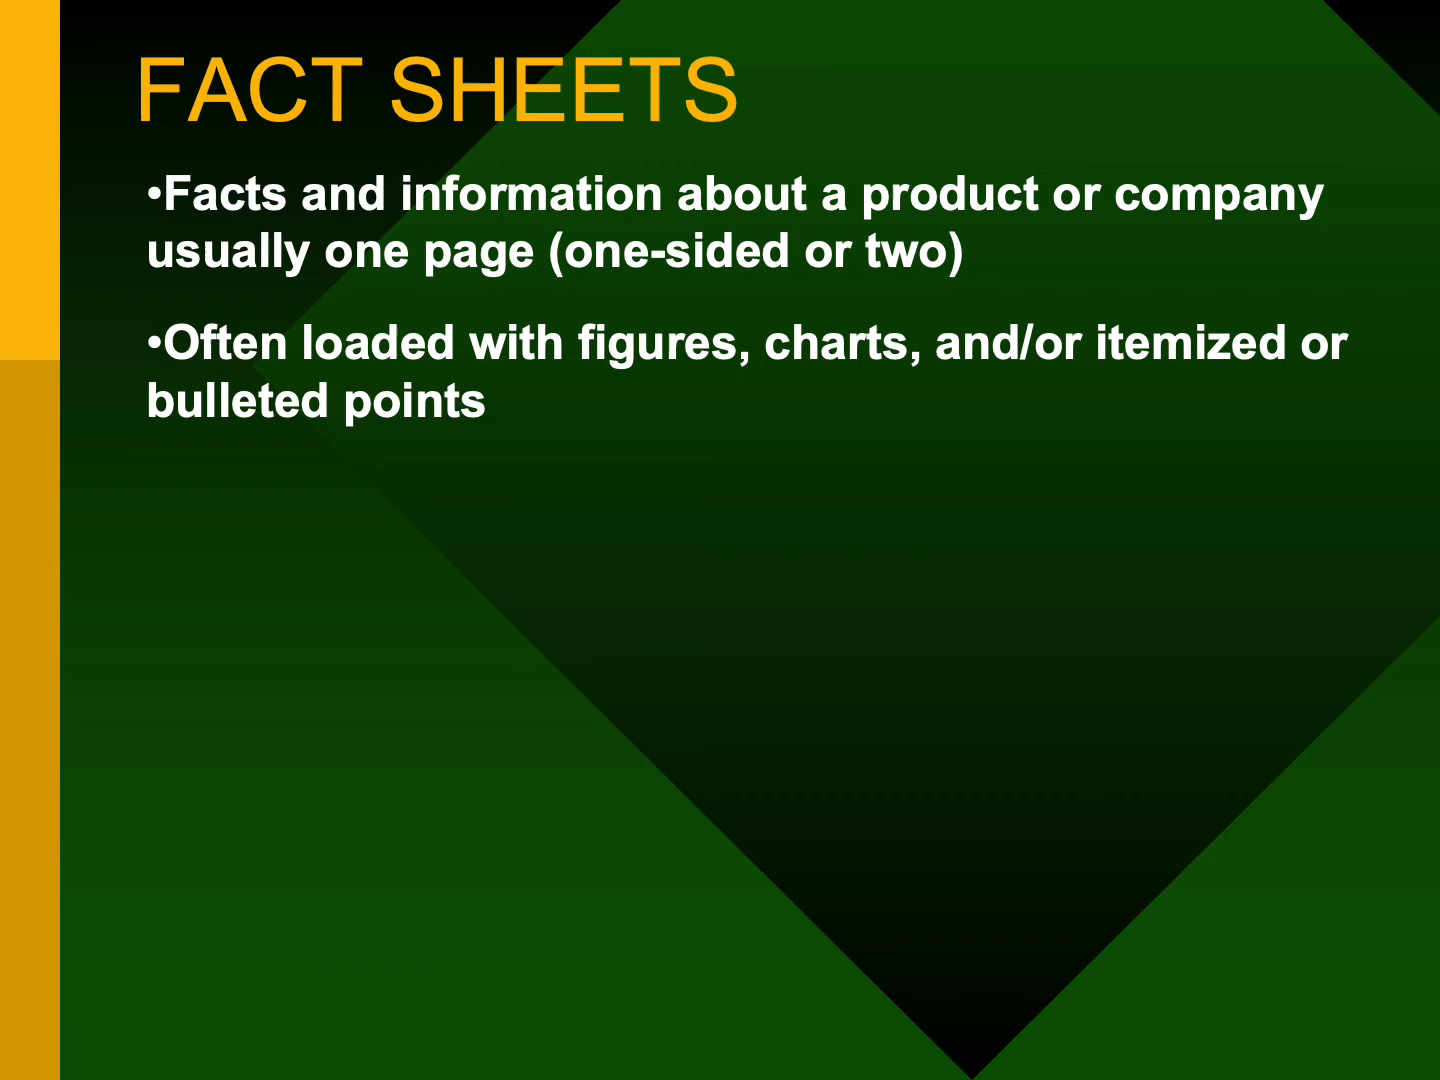 FACT SHEETS
•Facts and information about a product or company
usually one page (one-sided or two)
•Often loaded with figures, charts, and/or itemized or
bulleted points